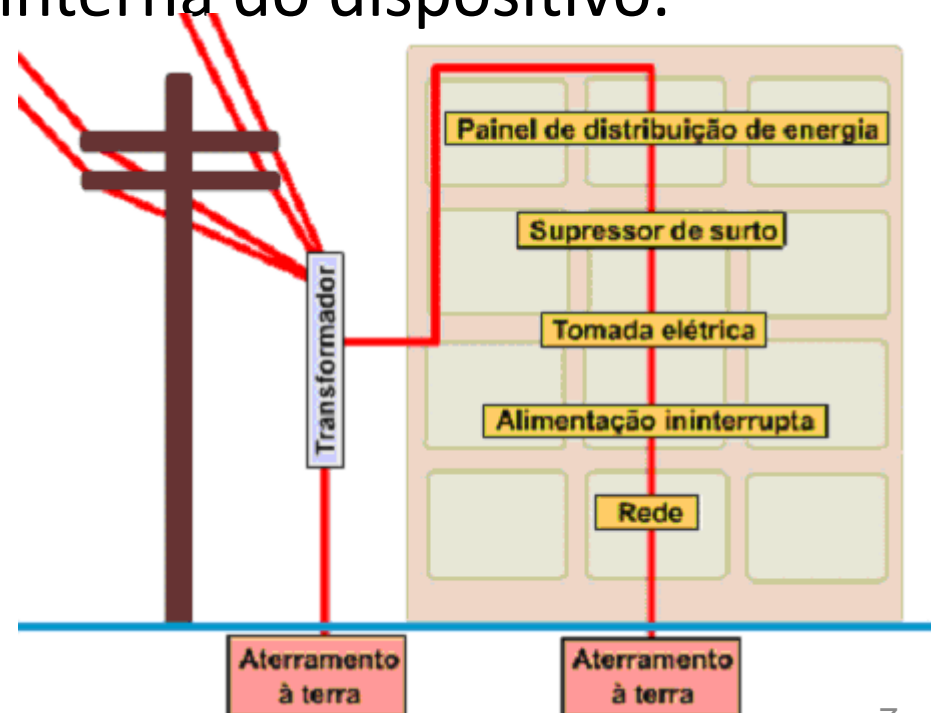 interna do dispositivo.
Painel de distribuição de energia
Supressor de surto
Transformador
Tomada elétrica
Alimentação ininterrupta
Rede
Aterramento
à terra
Aterramento
à terra